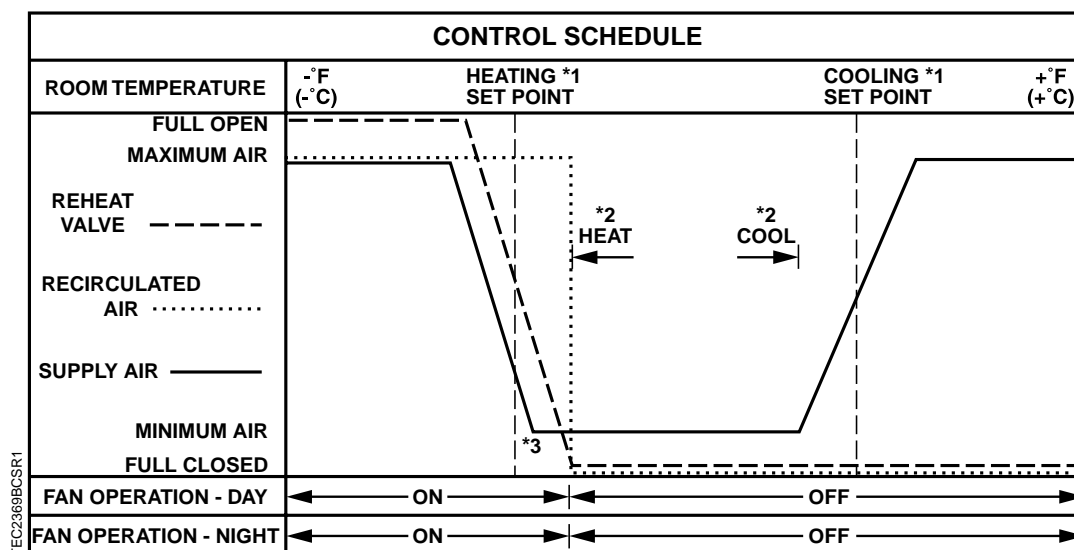 CONTROL SCHEDULE
ROOM TEMPERATURE
-°F
(-°C)
HEATING *1
SET POINT
COOLING *1
SET POINT
+°F
(+°C)
FULL OPEN
MAXIMUM AIR
REHEAT
VALVE
RECIRCULATED
AIR
SUPPLY AIR
MINIMUM AIR
FULL CLOSED
*2
HEAT
*2
COOL
*3
FAN OPERATION - DAY
ON
OFF
FAN OPERATION - NIGHT
ON
OFF